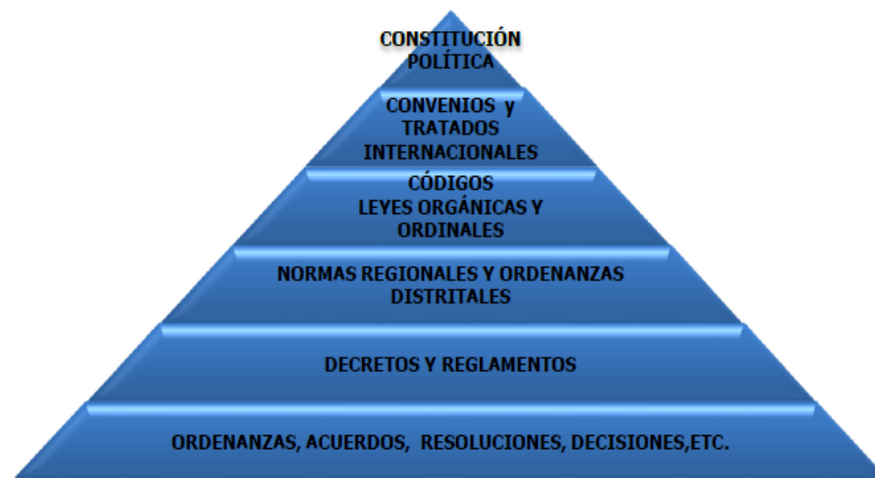 CONSTITUCIÓN
POLÍTICA
CONVENIOS y
TRATADOS
INTERNACIONALES
CÓDIGOS
LEYES ORGÁNICAS Y
ORDINALES
NORMAS REGIONALES Y ORDENANZAS
DISTRITALES
DECRETOS Y REGLAMENTOS
ORDENANZAS, ACUERDOS, RESOLUCIONES, DECISIONES,ETC.